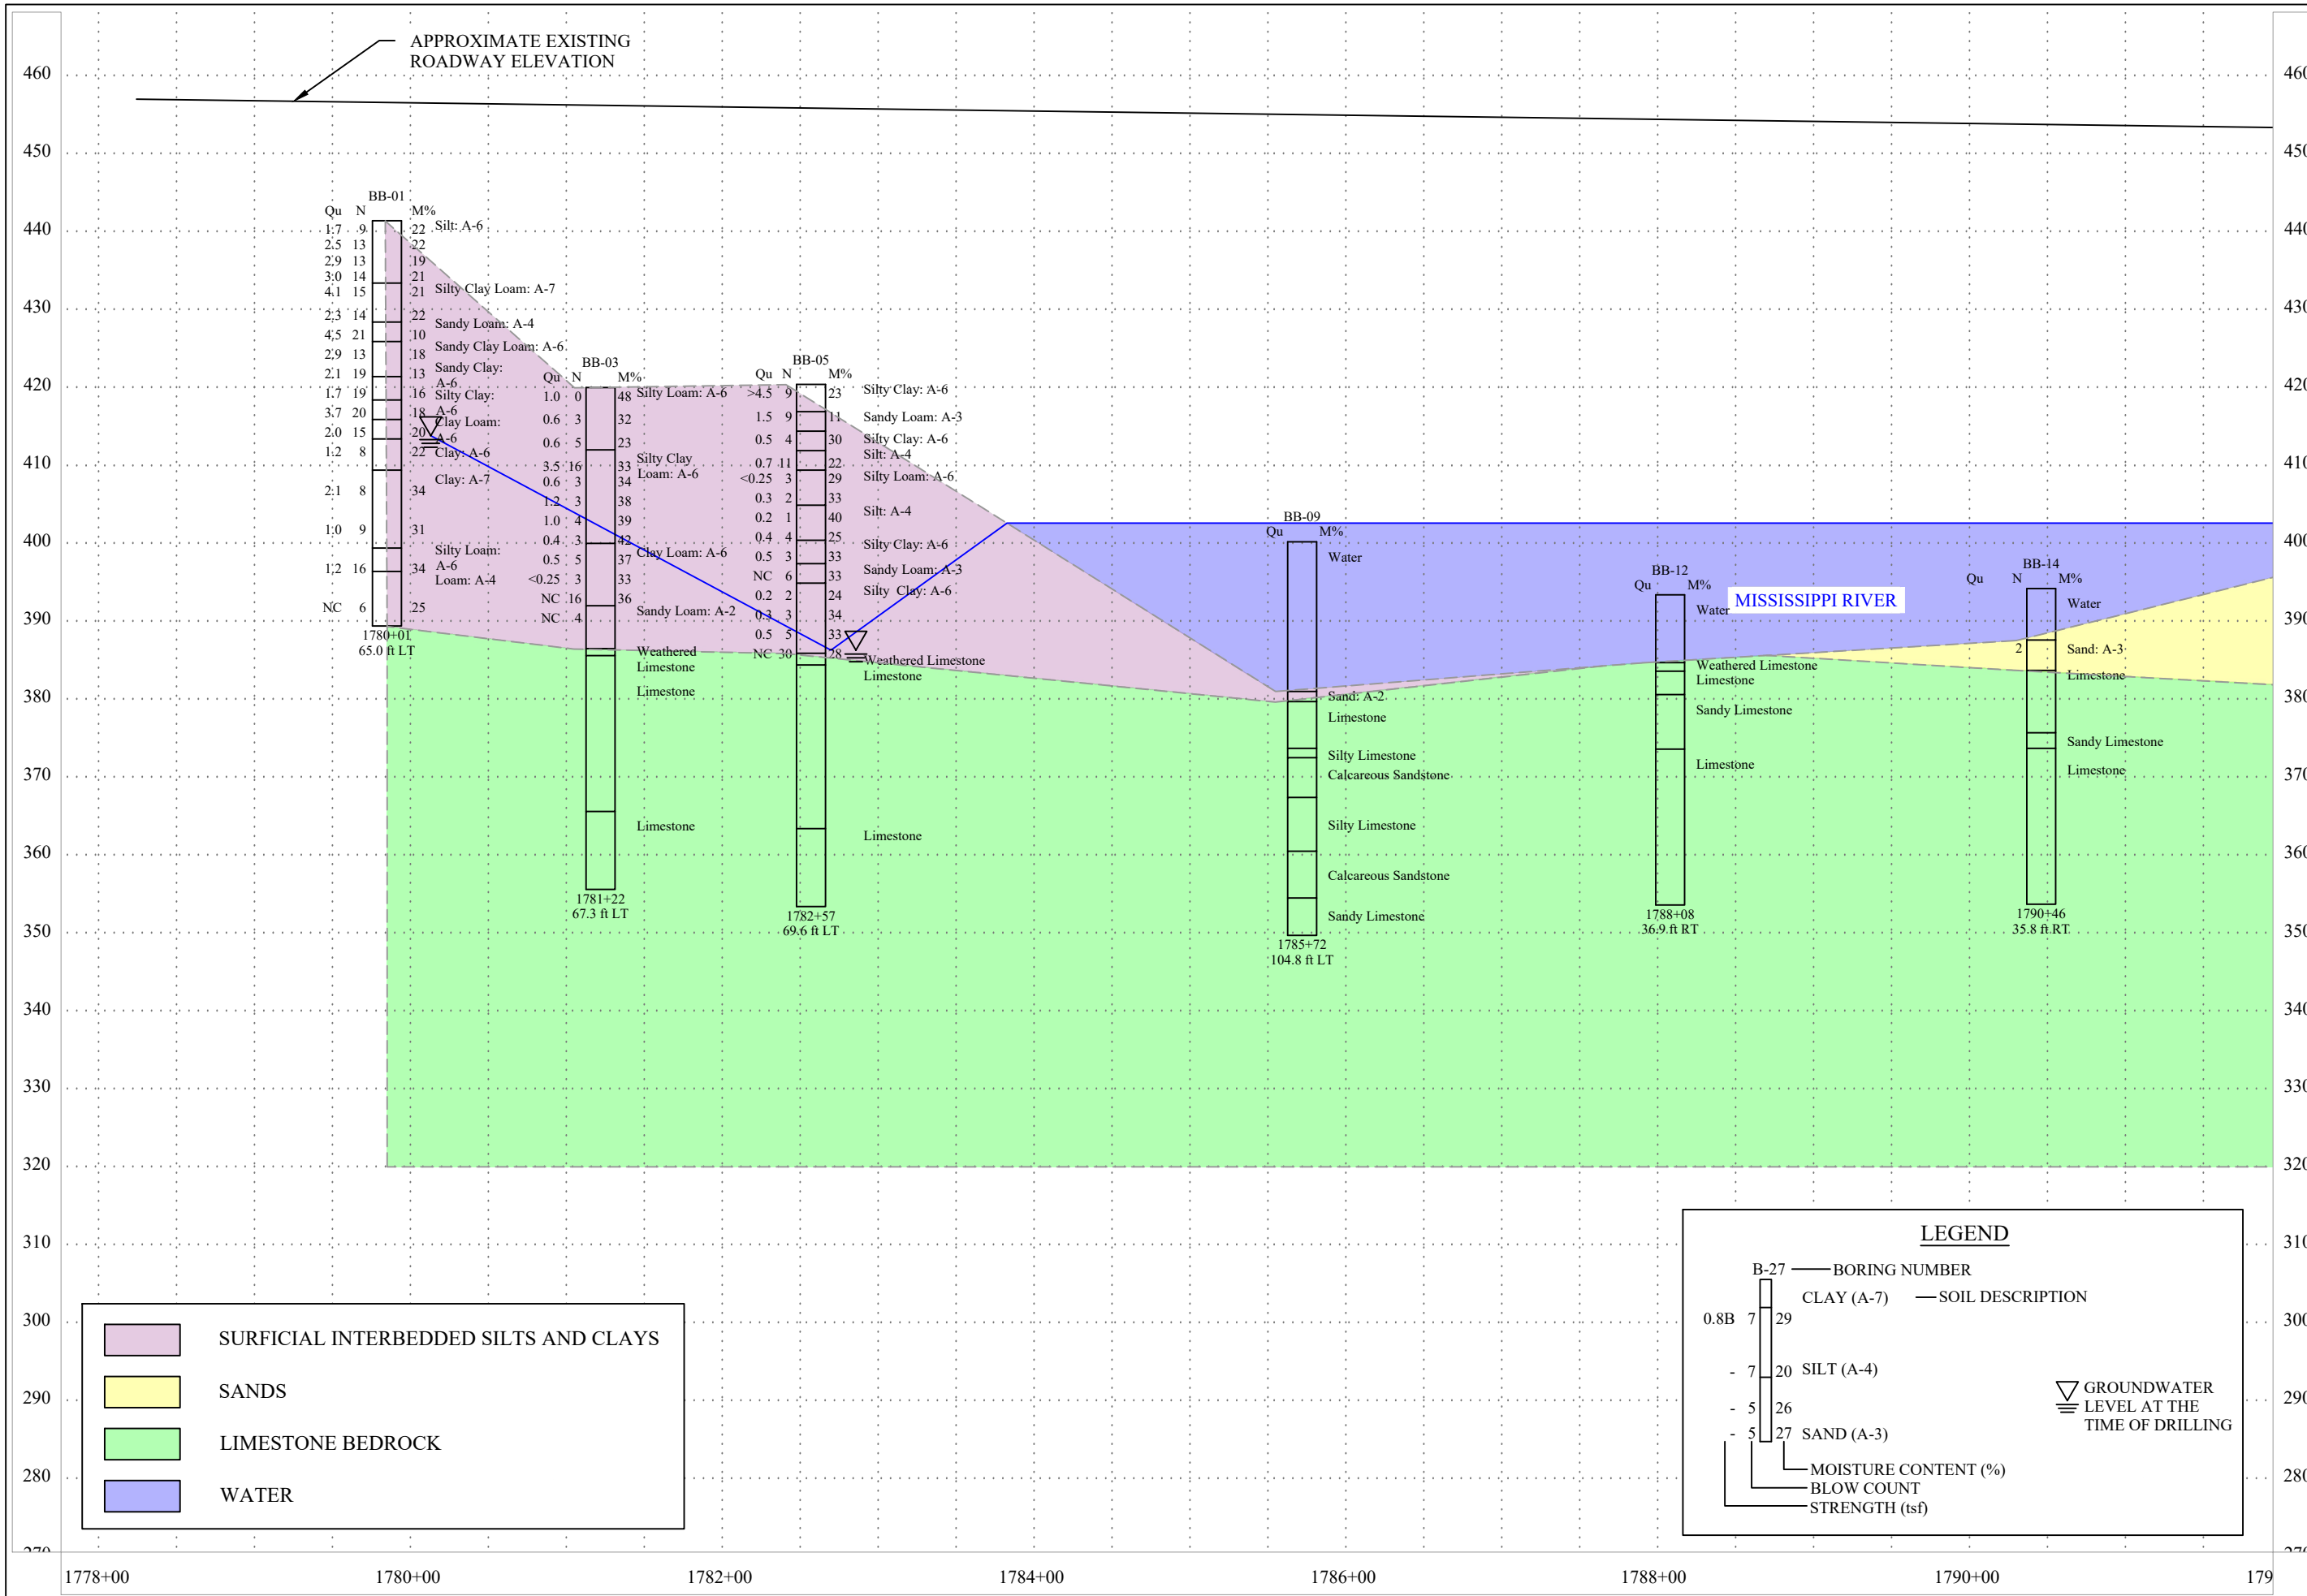 APPROXIMATE EXISTING
ROADWAY ELEVATION
460
450
440
430
420
410
400
390
380
370
360
350
340
330
320
310
300
290
280
BB-01
Qu N M%
1.7 9 22 Silt: A-6
2.5 13 22
2.9 13 19
3.0 14 21
4.1 15 21 Silty Clay Loam: A-7
2.3 14 22
Sandy Loam: A-4
4.5 21 10
Sandy Clay Loam: A-6
2.9 13 18
Sandy Clay:
2.1 19 13
A-6
1.7 19 16 Silty Clay:
3.7 20 18 A-6
Clay Loam:
2.0 15 20 A-6
1.2 8 22 Clay: A-6
Clay: A-7
2.1 8 34
1.0 9 31
Silty Loam:
A-6
1.2 16 34
Loam: A-4
NC 6 25
1780+01
65.0 ft LT
BB-03
Qu N M%
1.0 0 48 Silty Loam: A-6
0.6 3 32
0.6 5 23
Silty Clay
3.5 16 33
Loam: A-6
0.6 3 34
1.2 3 38
1.0 4 39
0.4 3 42
Clay Loam: A-6
0.5 5 37
<0.25 3 33
NC 16 36
Sandy Loam: A-2
NC 4
Weathered
Limestone
Limestone
Limestone
1781+22
67.3 ft LT
BB-05
Qu N M%
>4.5 9 23 Silty Clay: A-6
1.5 9 11 Sandy Loam: A-3
0.5 4 30 Silty Clay: A-6
Silt: A-4
0.7 11 22
<0.25 3 29 Silty Loam: A-6
0.3 2 33
Silt: A-4
0.2 1 40
0.4 4 25
Silty Clay: A-6
0.5 3 33
Sandy Loam: A-3
NC 6 33
0.2 2 24 Silty Clay: A-6
0.3 3 34
0.5 5 33
NC 30 28
Weathered Limestone
Limestone
Limestone
1782+57
69.6 ft LT
BB-09
Qu M%
Water
Sand: A-2
Limestone
Silty Limestone
Calcareous Sandstone
Silty Limestone
Calcareous Sandstone
Sandy Limestone
1785+72
104.8 ft LT
BB-12
Qu M%
Water
Weathered Limestone
Limestone
Sandy Limestone
Limestone
1788+08
36.9 ft RT
MISSISSIPPI RIVER
BB-14
Qu N M%
Water
2 Sand: A-3
Limestone
Sandy Limestone
Limestone
1790+46
35.8 ft RT
SURFICIAL INTERBEDDED SILTS AND CLAYS
SANDS
LIMESTONE BEDROCK
WATER
LEGEND
B-27 BORING NUMBER
CLAY (A-7) SOIL DESCRIPTION
0.8B 7 29
- 7 20 SILT (A-4)
- 5 26
- 5 27 SAND (A-3)
GROUNDWATER
LEVEL AT THE
TIME OF DRILLING
MOISTURE CONTENT (%)
BLOW COUNT
STRENGTH (tsf)
1778+00 1780+00 1782+00 1784+00 1786+00 1788+00 1790+00